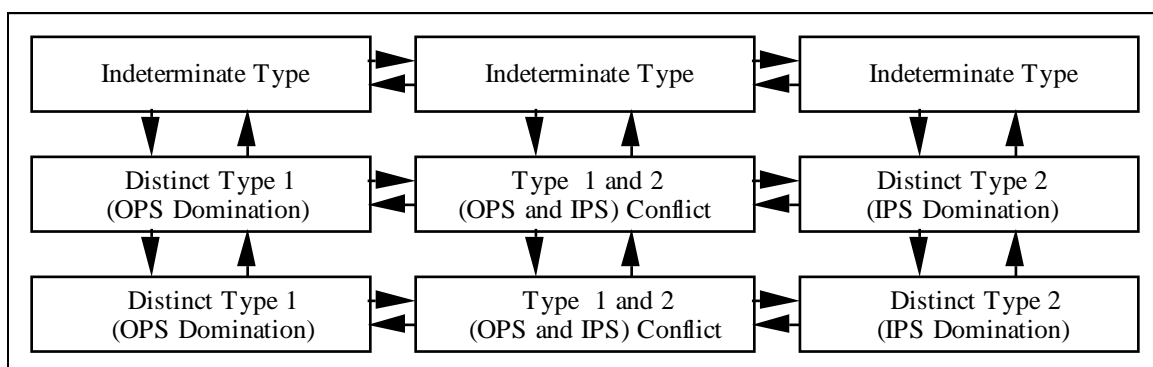 Indeterminate Type
Indeterminate Type
Indeterminate Type
Distinct Type 1
(OPS Domination)
Type 1 and 2
(OPS and IPS) Conflict
Distinct Type 2
(IPS Domination)
Distinct Type 1
(OPS Domination)
Type 1 and 2
(OPS and IPS) Conflict
Distinct Type 2
(IPS Domination)